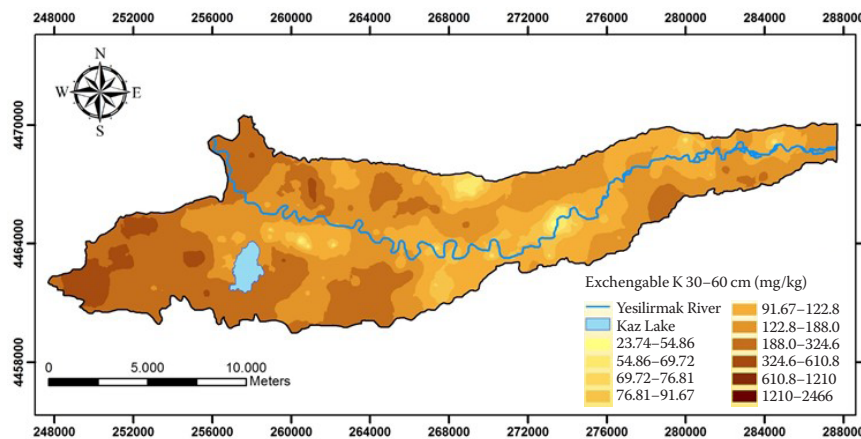 248000 252000 256000 260000 264000 268000 272000 276000 280000 284000 288000
N
W E
S
4470000 4470000
4464000 4464000
4458000 4458000
Exchengable K 30–60 cm (mg/kg)
Yesilirmak River
Kaz Lake
23.74–54.86
54.86–69.72
69.72–76.81
76.81–91.67
91.67–122.8
122.8–188.0
188.0–324.6
324.6–610.8
610.8–1210
1210–2466
0 5.000 10.000
Meters
248000 252000 256000 260000 264000 268000 272000 276000 280000 284000 288000